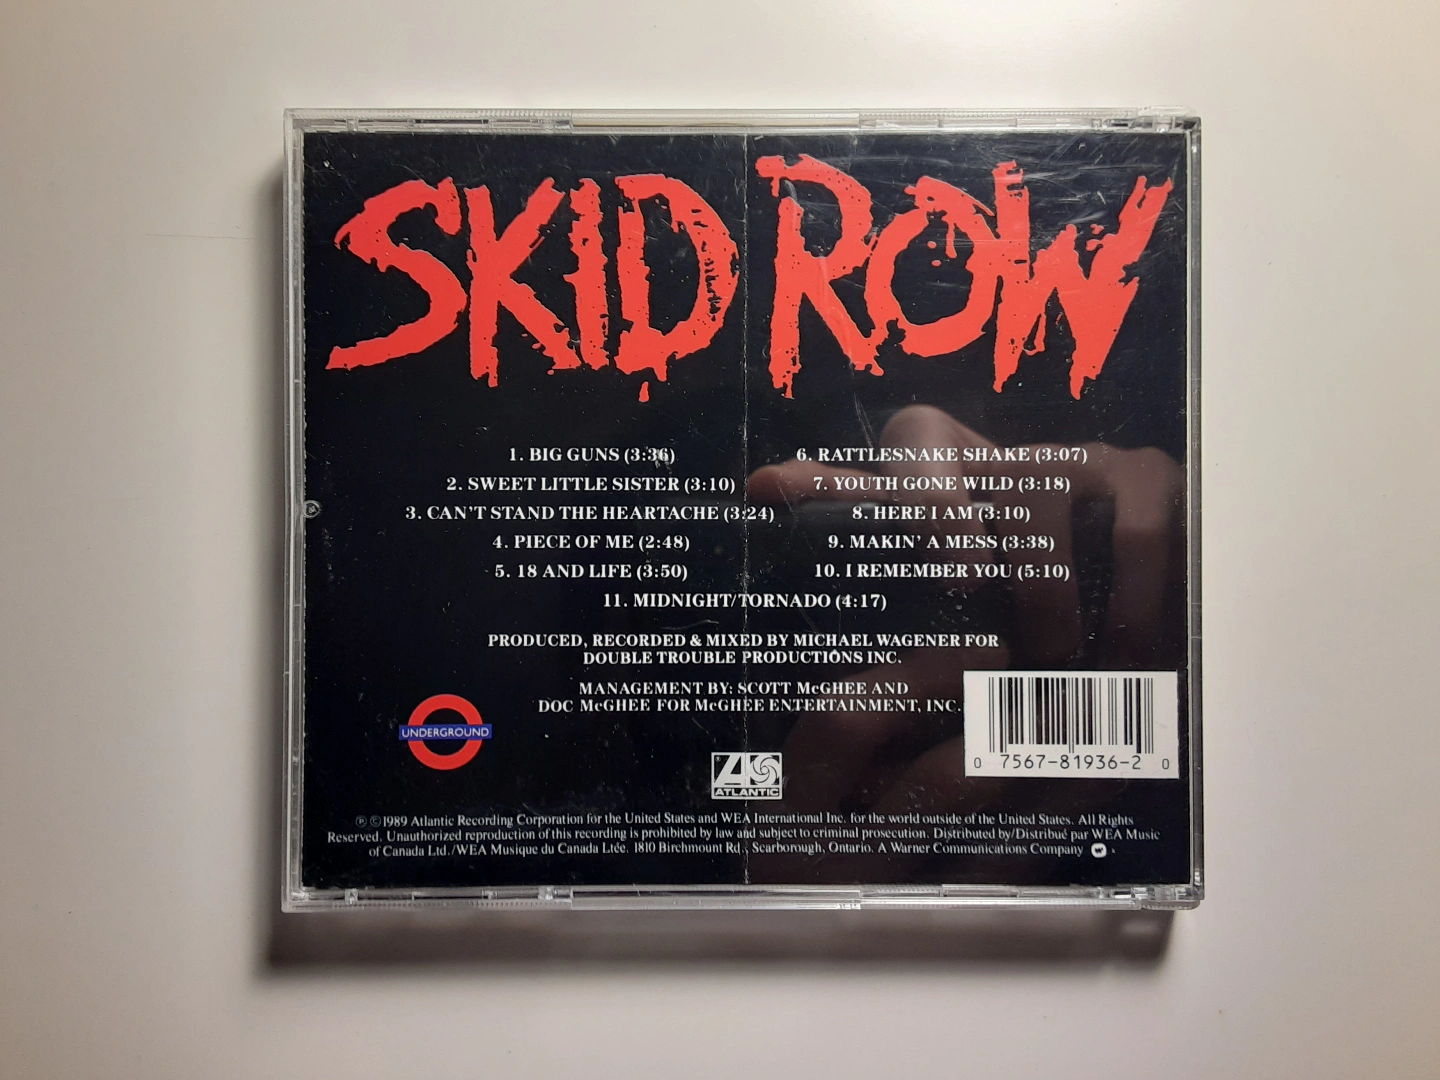 SKID ROW
1. BIG GUNS (3:36)
2. SWEET LITTLE SISTER (3:10)
3. CAN'T STAND THE HEARTACHE (3:24)
4. PIECE OF ME (2:48)
5. 18 AND LIFE (3:50)
6. RATTLESNAKE SHAKE (3:07)
7. YOUTH GONE WILD (3:18)
8. HERE I AM (3:10)
9. MAKIN' A MESS (3:38)
10. I REMEMBER YOU (5:10)
11. MIDNIGHT/TORNADO (4:17)
PRODUCED, RECORDED & MIXED BY MICHAEL WAGENER FOR
DOUBLE TROUBLE PRODUCTIONS INC.
MANAGEMENT BY: SCOTT McGHEE AND
DOC McGHEE FOR McGHEE ENTERTAINMENT, INC.
UNDERGROUND
ATLANTIC
0 7567-81936-2 0
℗ ©1989 Atlantic Recording Corporation for the United States and WEA International Inc. for the world outside of the United States. All Rights
Reserved. Unauthorized reproduction of this recording is prohibited by law and subject to criminal prosecution. Distributed by/Distribué par WEA Music
of Canada Ltd./WEA Musique du Canada Ltée. 1810 Birchmount Rd., Scarborough, Ontario. A Warner Communications Company